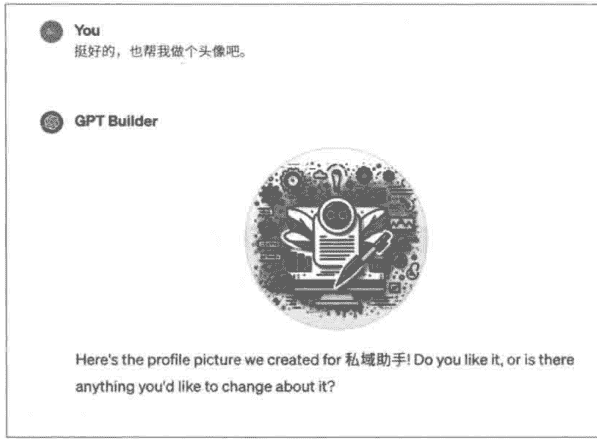 You
挺好的，也帮我做个头像吧。
GPT Builder
Here's the profile picture we created for 私域助手! Do you like it, or is there
anything you'd like to change about it?